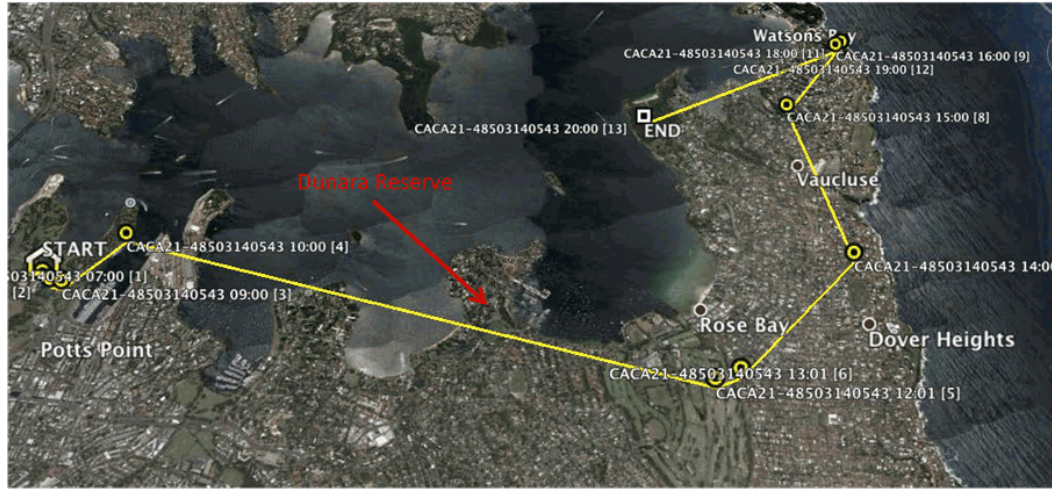 Watsons Bay
CACA21-48503140543 18:00 [11]
CACA21-48503140543 16:00 [9]
CACA21-48503140543 19:00 [12]
CACA21-48503140543 15:00 [8]
CACA21-48503140543 20:00 [13]
END
Vaucluse
Dunara Reserve
START
CACA21-48503140543 10:00 [4]
CACA21-48503140543 14:00
503140543 07:00 [1]
[2]
CACA21-48503140543 09:00 [3]
Rose Bay
Dover Heights
Potts Point
CACA21-48503140543 13:01 [6]
CACA21-48503140543 12:01 [5]